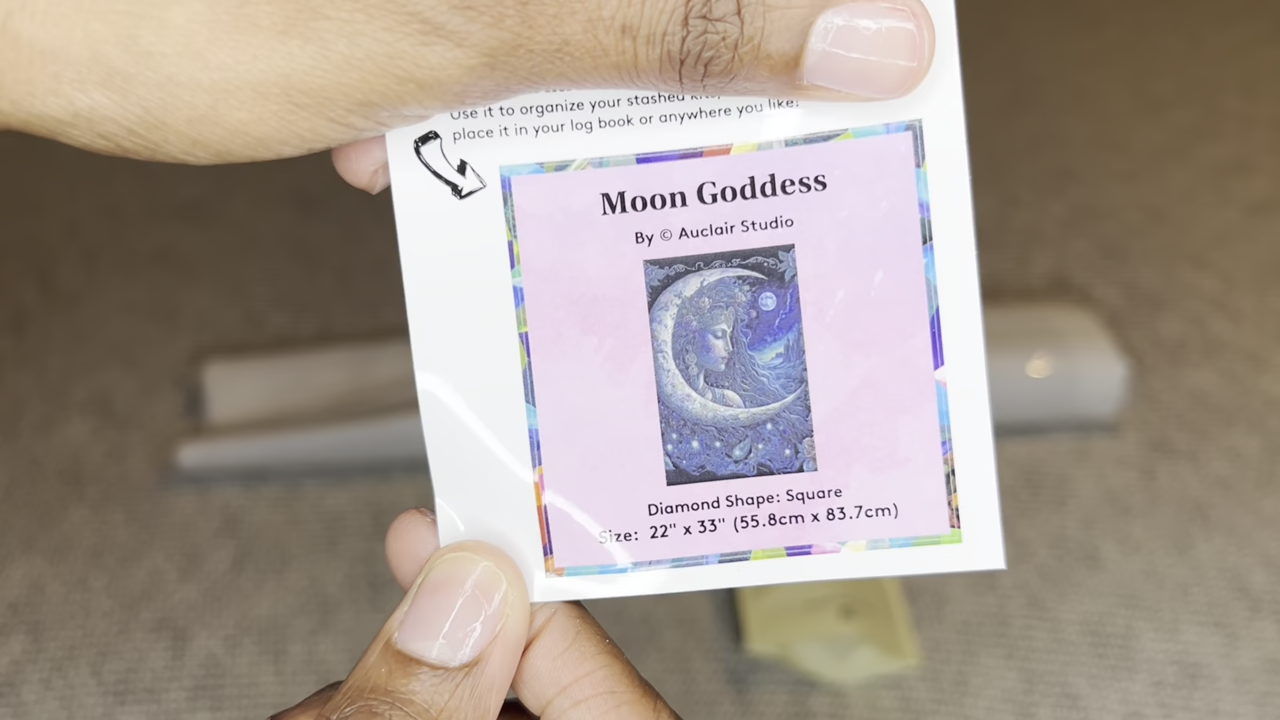 Use it to organize your stashed
place it in your log book or anywhere you like!
Moon Goddess
By © Auclair Studio
Diamond Shape: Square
Size: 22" x 33" (55.8cm x 83.7cm)